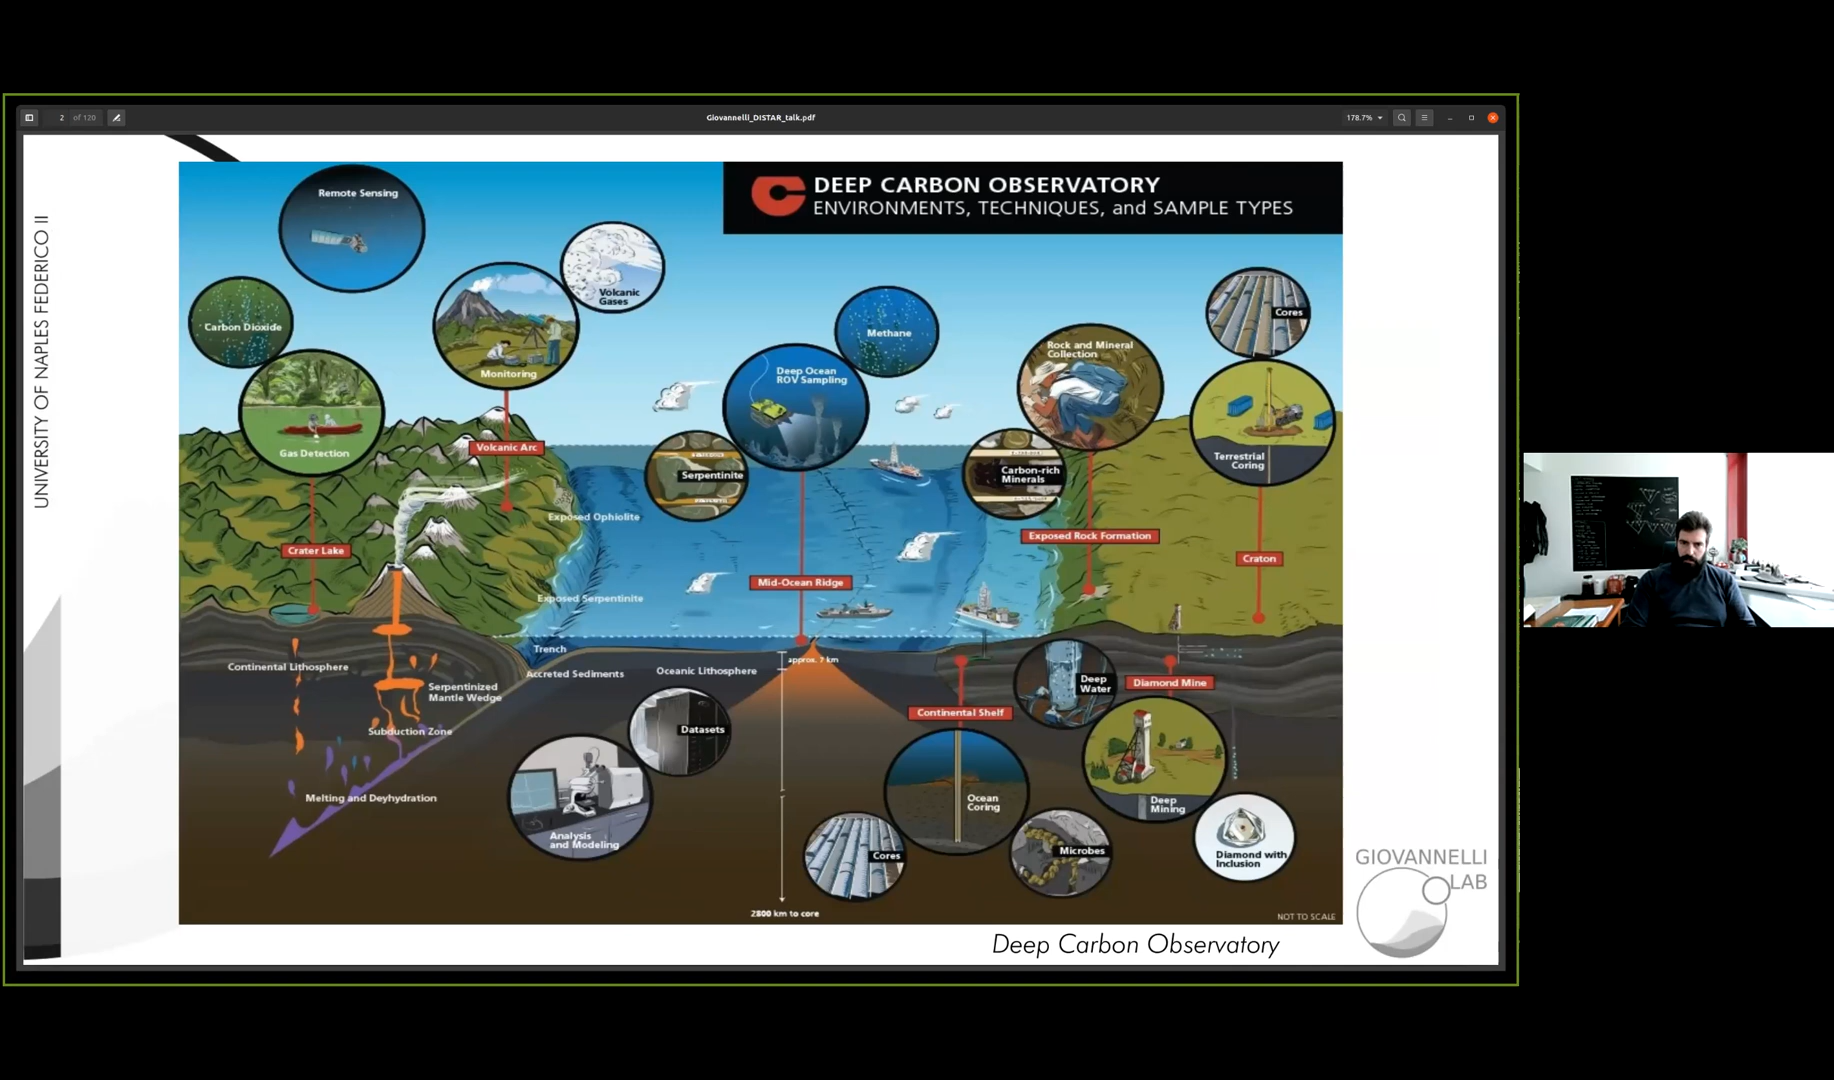 2 of 120
Giovannelli_DISTAR_talk.pdf
178.7%
UNIVERSITY OF NAPLES FEDERICO II
DEEP CARBON OBSERVATORY
ENVIRONMENTS, TECHNIQUES, and SAMPLE TYPES
Remote Sensing
Volcanic
Gases
Carbon Dioxide
Monitoring
Gas Detection
Methane
Deep Ocean
ROV Sampling
Rock and Mineral
Collection
Cores
Terrestrial
Coring
Volcanic Arc
Serpentinite
Carbon-rich
Minerals
Exposed Ophiolite
Crater Lake
Exposed Rock Formation
Craton
Mid-Ocean Ridge
Exposed Serpentinite
Trench
approx. 7 km
Continental Lithosphere
Accreted Sediments
Oceanic Lithosphere
Serpentinized
Mantle Wedge
Deep
Water
Diamond Mine
Continental Shelf
Subduction Zone
Datasets
Melting and Deyhydration
Ocean
Coring
Deep
Mining
Analysis
and Modeling
Cores
Microbes
Diamond with
Inclusion
2800 km to core
NOT TO SCALE
Deep Carbon Observatory
GIOVANNELLI
LAB